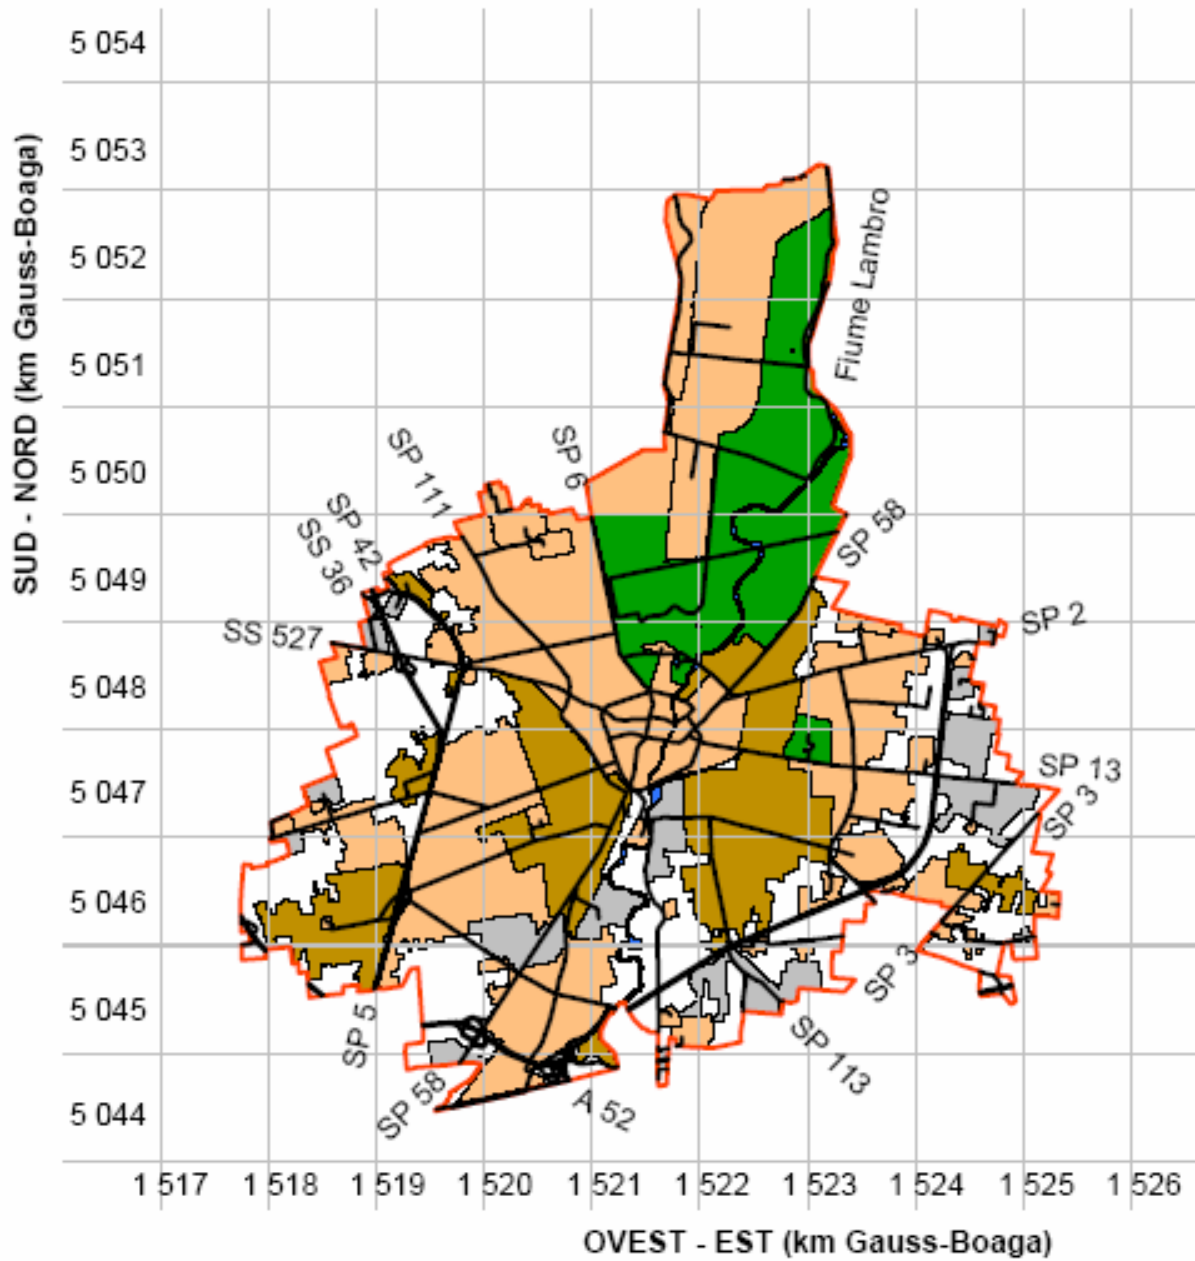 5 054
5 053
5 052
5 051
5 050
5 049
5 048
5 047
5 046
5 045
5 044
SUD - NORD (km Gauss-Boaga)
Fiume Lambro
SP 6
SP 111
SP 42
SS 36
SS 527
SP 58
SP 2
SP 13
SP 3
SP 3
SP 5
SP 58
A 52
SP 113
1 517 1 518 1 519 1 520 1 521 1 522 1 523 1 524 1 525 1 526
OVEST - EST (km Gauss-Boaga)